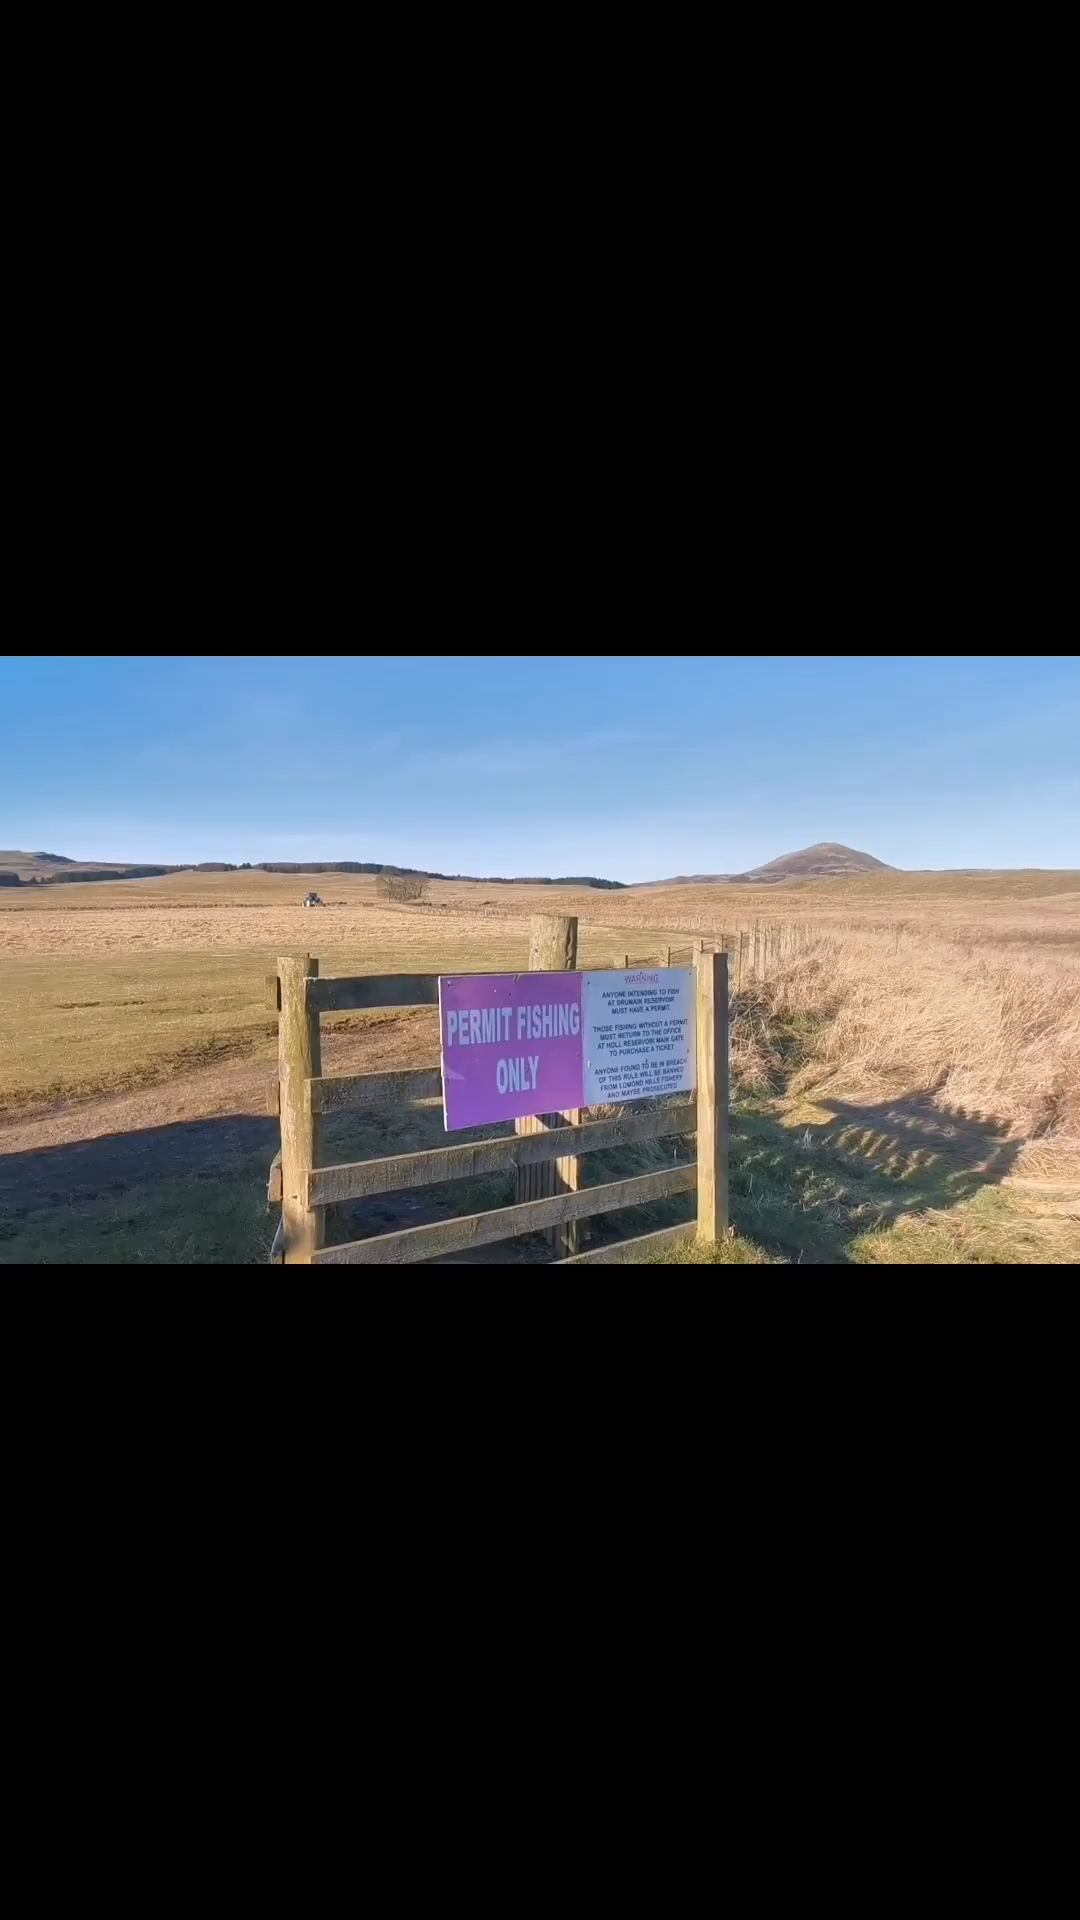 PERMIT FISHING
ONLY
WARNING
ANYONE INTENDING TO FISH
AT DRUMAIN RESERVOIR
MUST HAVE A PERMIT
THOSE FISHING WITHOUT A PERMIT
MUST RETURN TO THE OFFICE
AT HOLL RESERVOIR MAIN GATE
TO PURCHASE A TICKET
ANYONE FOUND TO BE IN BREACH
OF THIS RULE WILL BE BANNED
FROM LOMOND HILLS FISHERY
AND MAYBE PROSECUTED